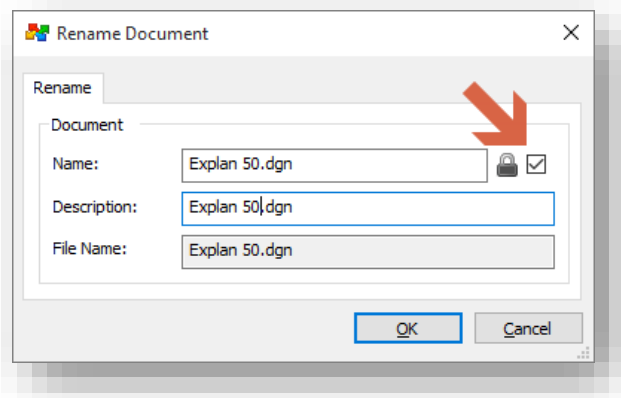 Rename Document
Rename
Document
Name: Explan 50.dgn
Description: Explan 50.dgn
File Name: Explan 50.dgn
OK Cancel